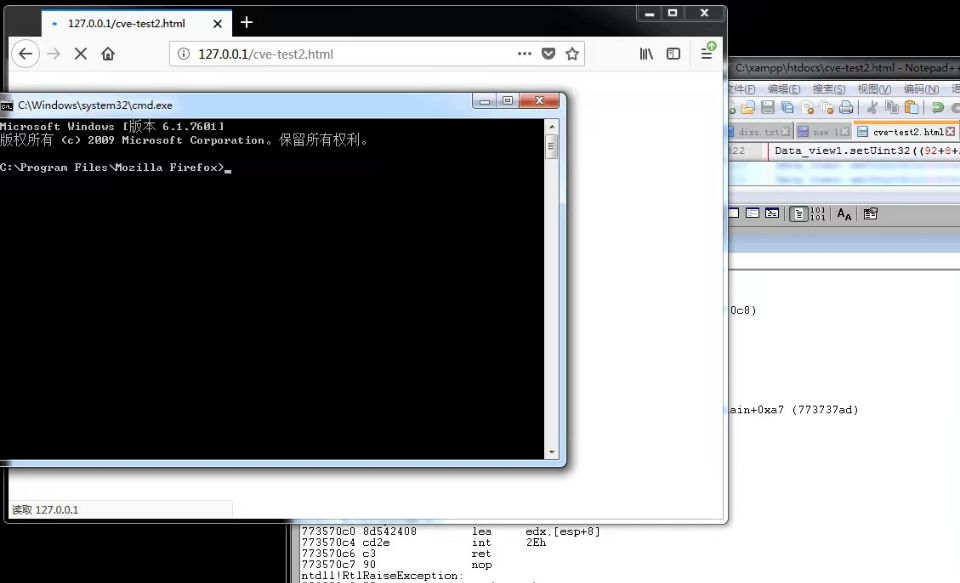 127.0.0.1/cve-test2.html
127.0.0.1/cve-test2.html
C:\Windows\system32\cmd.exe
Microsoft Windows [版本 6.1.7601]
版权所有 (c) 2009 Microsoft Corporation。保留所有权利。
C:\Program Files\Mozilla Firefox>
读取 127.0.0.1
C:\xampp\htdocs\cve-test2.html - Notepad++
文件(F) 编辑(E) 搜索(S) 视图(V) 编码(N) 语
diss.txt new 1 cve-test2.html
322 Data_view1.setUint32((92+8+
0c8)
ain+0xa7 (773737ad)
773570c0 8d542408 lea edx,[esp+8]
773570c4 cd2e int 2Eh
773570c6 c3 ret
773570c7 90 nop
ntdll!RtlRaiseException: